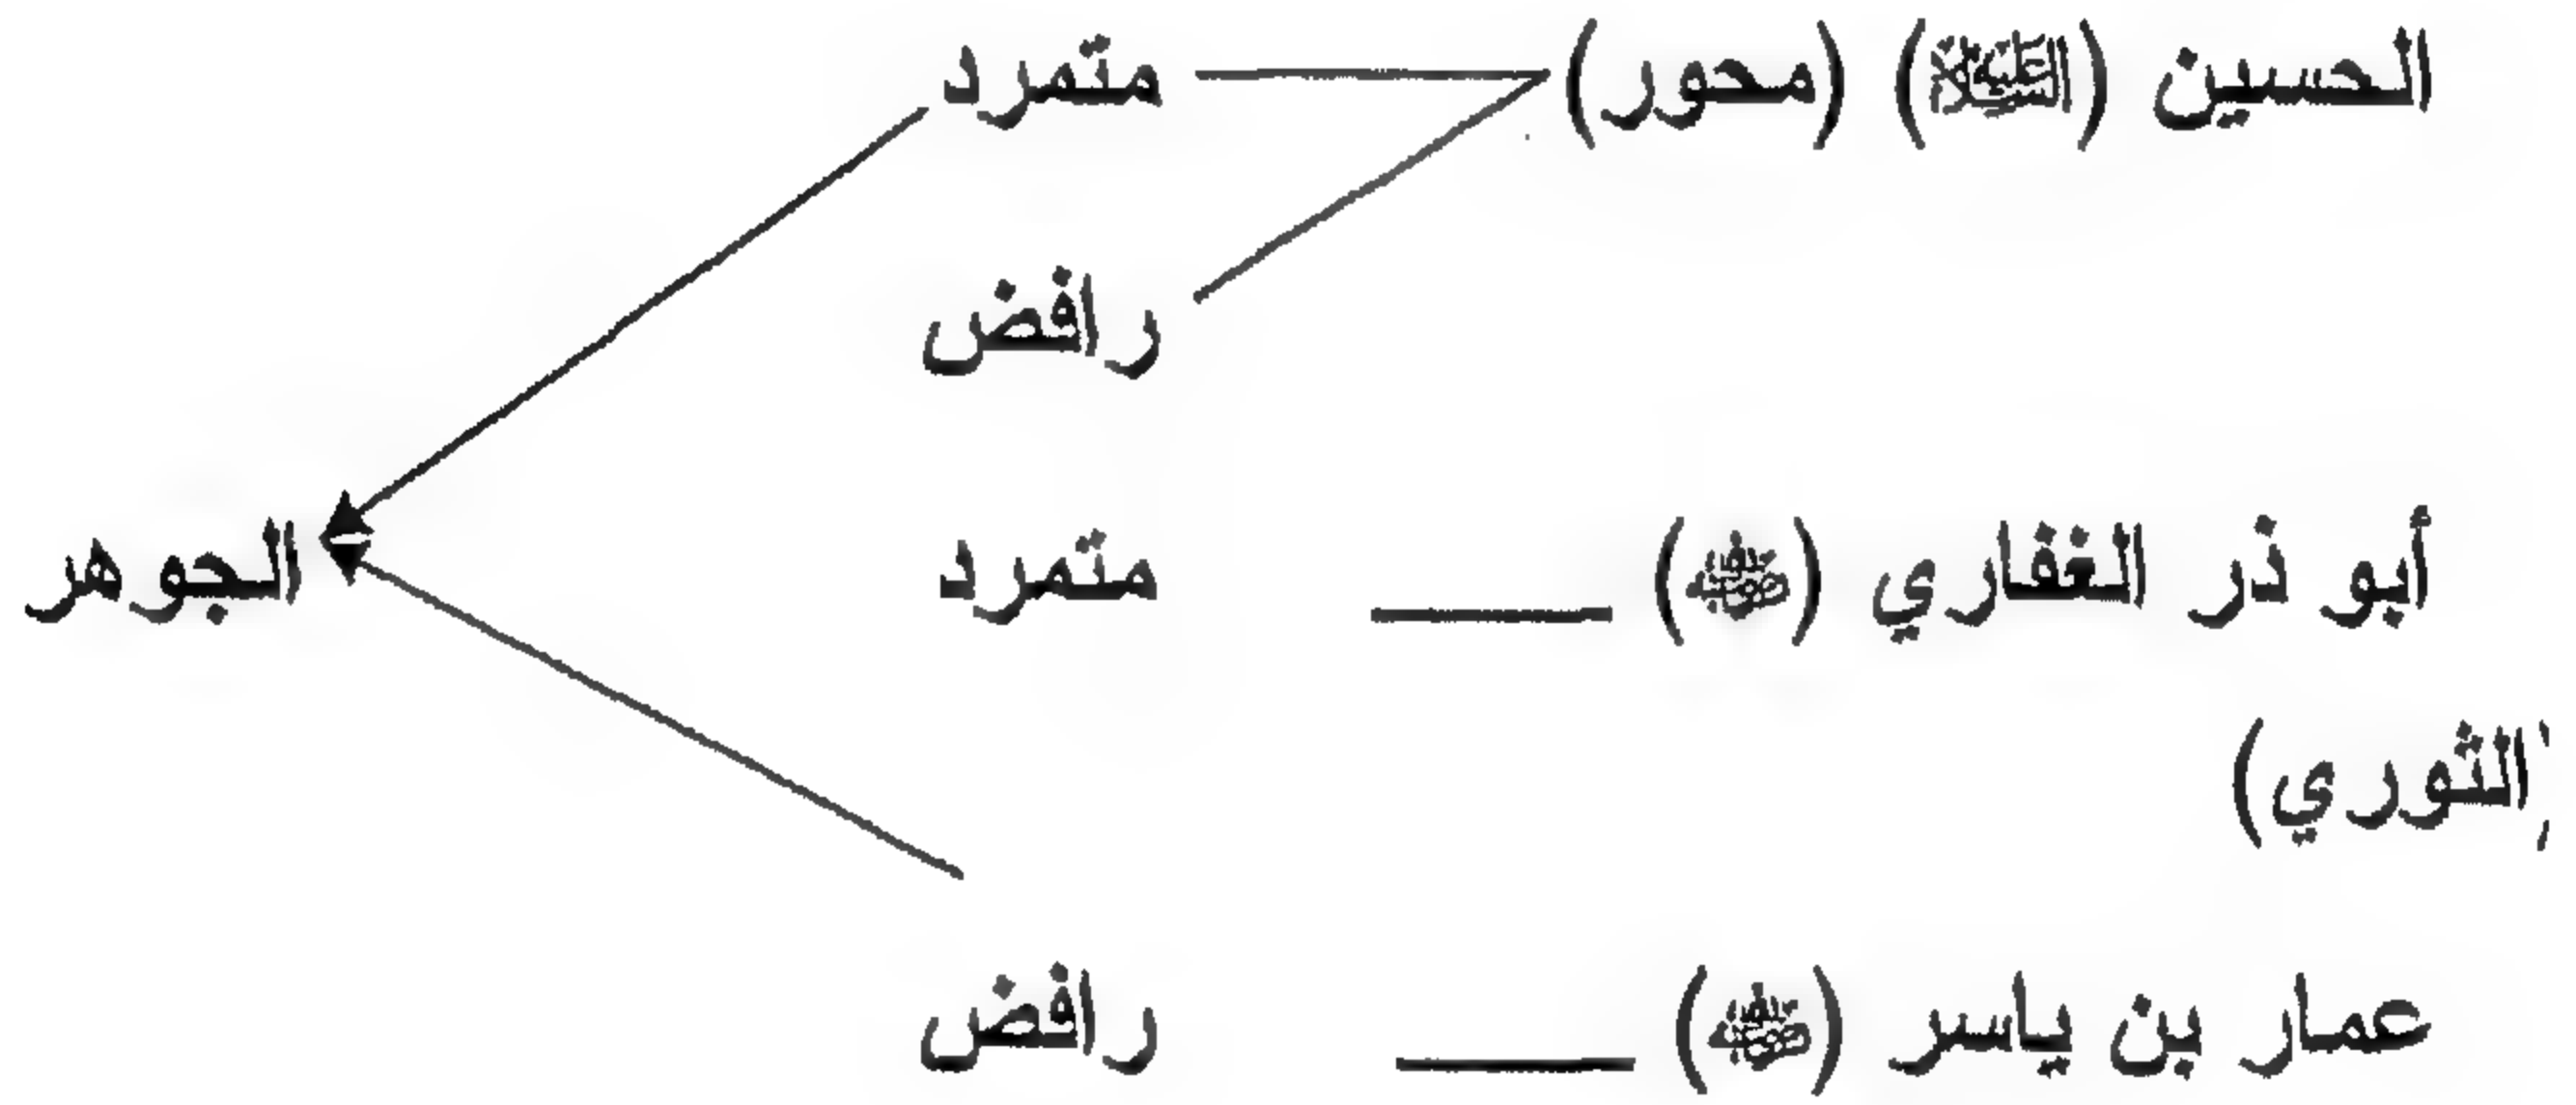 الحسين (عليه السلام) (محور) متمرد
رافض
أبو ذر الغفاري (رضي الله عنه) متمرد
الجوهر
(الثوري)
عمار بن ياسر (رضي الله عنه) رافض